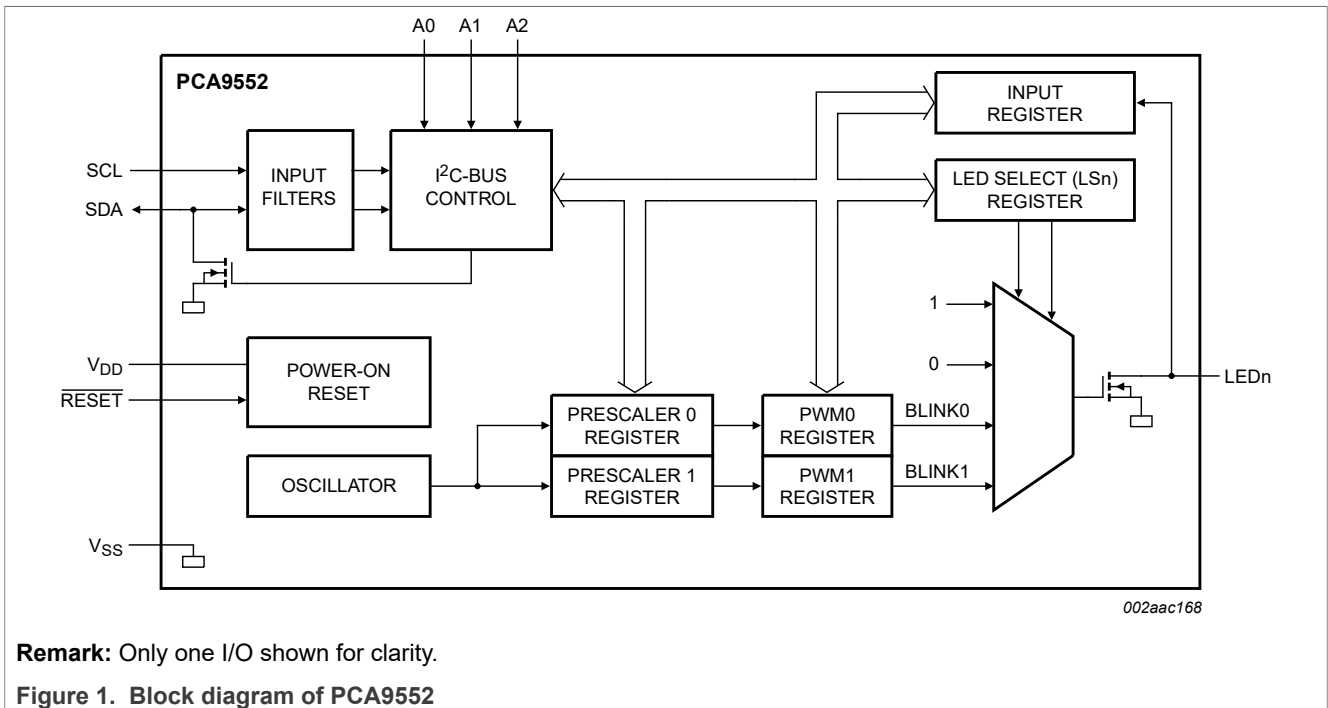 A0 A1 A2
PCA9552
INPUT
REGISTER
SCL
SDA
INPUT
FILTERS
I²C-BUS
CONTROL
LED SELECT (LSn)
REGISTER
1
0
VDD
RESET
POWER-ON
RESET
LEDn
PRESCALER 0
REGISTER
PWM0
REGISTER
BLINK0
OSCILLATOR
PRESCALER 1
REGISTER
PWM1
REGISTER
BLINK1
VSS
002aac168
Remark: Only one I/O shown for clarity.
Figure 1. Block diagram of PCA9552